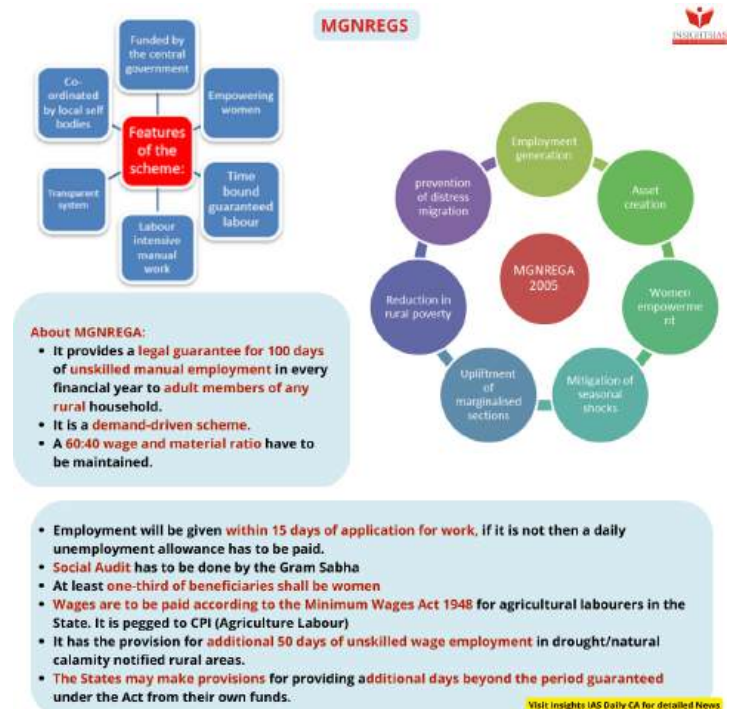 MGNREGS
INSIGHTSIAS
Funded by
the central
government
Co-
ordinated
by local self
bodies
Empowering
women
Features
of the
scheme:
Transparent
system
Time
bound
guaranteed
labour
Labour
intensive
manual
work
Employment
generation
prevention
of distress
migration
Asset
creation
MGNREGA
2005
Reduction in
rural poverty
Women
empowerme
nt
Upliftment
of
marginalised
sections
Mitigation of
seasonal
shocks
About MGNREGA:
• It provides a legal guarantee for 100 days
of unskilled manual employment in every
financial year to adult members of any
rural household.
• It is a demand-driven scheme.
• A 60:40 wage and material ratio have to
be maintained.
• Employment will be given within 15 days of application for work, if it is not then a daily
unemployment allowance has to be paid.
• Social Audit has to be done by the Gram Sabha
• At least one-third of beneficiaries shall be women
• Wages are to be paid according to the Minimum Wages Act 1948 for agricultural labourers in the
State. It is pegged to CPI (Agriculture Labour)
• It has the provision for additional 50 days of unskilled wage employment in drought/natural
calamity notified rural areas.
• The States may make provisions for providing additional days beyond the period guaranteed
under the Act from their own funds.
Visit Insights IAS Daily CA for detailed News